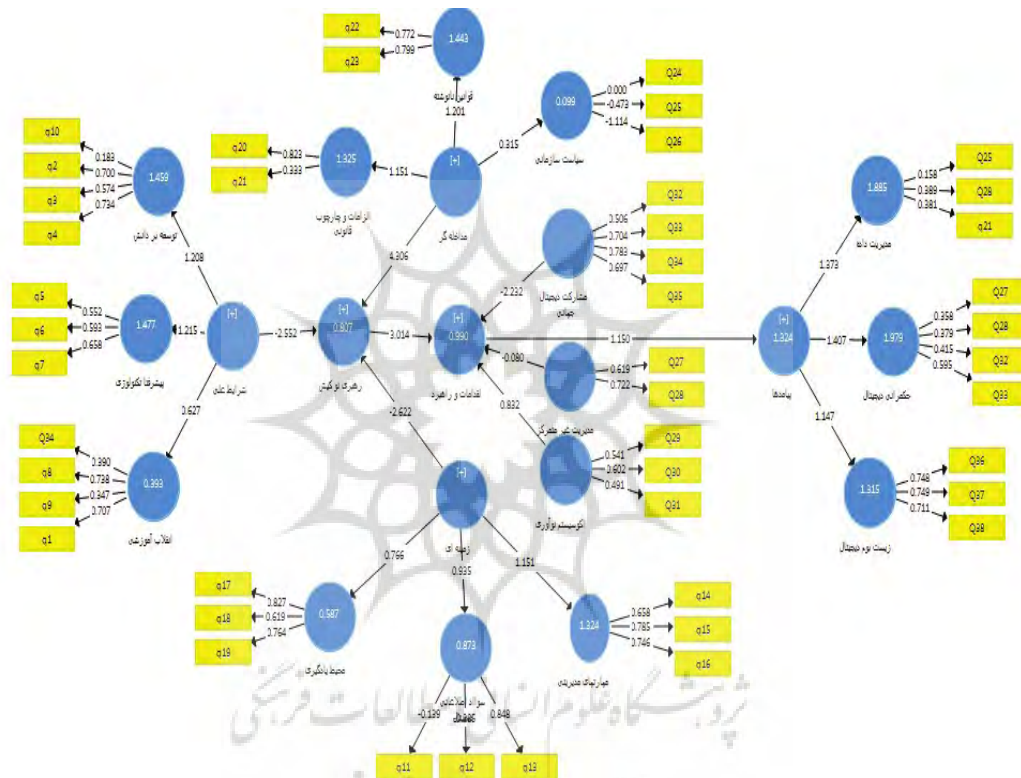 q22
q23
0.772
0.799
1.443
قوانین نانوشته
1.201
Q24
Q25
Q26
0.000
-0.473
-1.114
0.099
سیاست سازمانی
0.315
q10
q2
q3
q4
0.183
0.700
0.574
0.734
1.459
توسعه بر دانش
1.208
q20
q21
0.823
0.333
1.325
الزامات و چارچوب
قانونی
1.151
[+]
مداخله گر
4.306
Q32
Q33
Q34
Q35
0.506
0.704
0.783
0.697
مشارکت دیجیتال
جهانی
-2.232
Q25
Q28
q21
0.158
0.389
0.381
1.885
مدیریت داده
1.373
q5
q6
q7
0.552
0.593
0.658
1.477
پیشرفت تکنولوژی
1.215
[+]
شرایط علی
-2.552
[+]
0.807
رهبری نوکیش
3.014
[+]
0.990
اقدامات و راهبرد
1.150
[+]
1.324
پیامدها
1.407
1.979
حکمرانی دیجیتال
Q27
Q28
Q32
Q33
0.358
0.379
0.415
0.595
-0.080
Q27
Q28
0.619
0.722
مدیریت غیر متمرکز
0.832
0.627
-2.622
1.147
Q34
q8
q9
q1
0.390
0.738
0.347
0.707
0.393
انقلاب آموزشی
[+]
زمینه ای
Q29
Q30
Q31
0.541
0.602
0.491
اکوسیستم نوآوری
Q36
Q37
Q38
0.748
0.749
0.711
1.315
زیست بوم دیجیتال
0.766
0.935
1.151
q17
q18
q19
0.827
0.619
0.764
0.587
محیط یادگیری
0.873
سواد اطلاعاتی
-0.139
0.848
q11
q12
q13
1.324
مهارتهای مدیریتی
q14
q15
q16
0.658
0.785
0.746
پژوهشگاه علوم انسانی و مطالعات فرهنگی